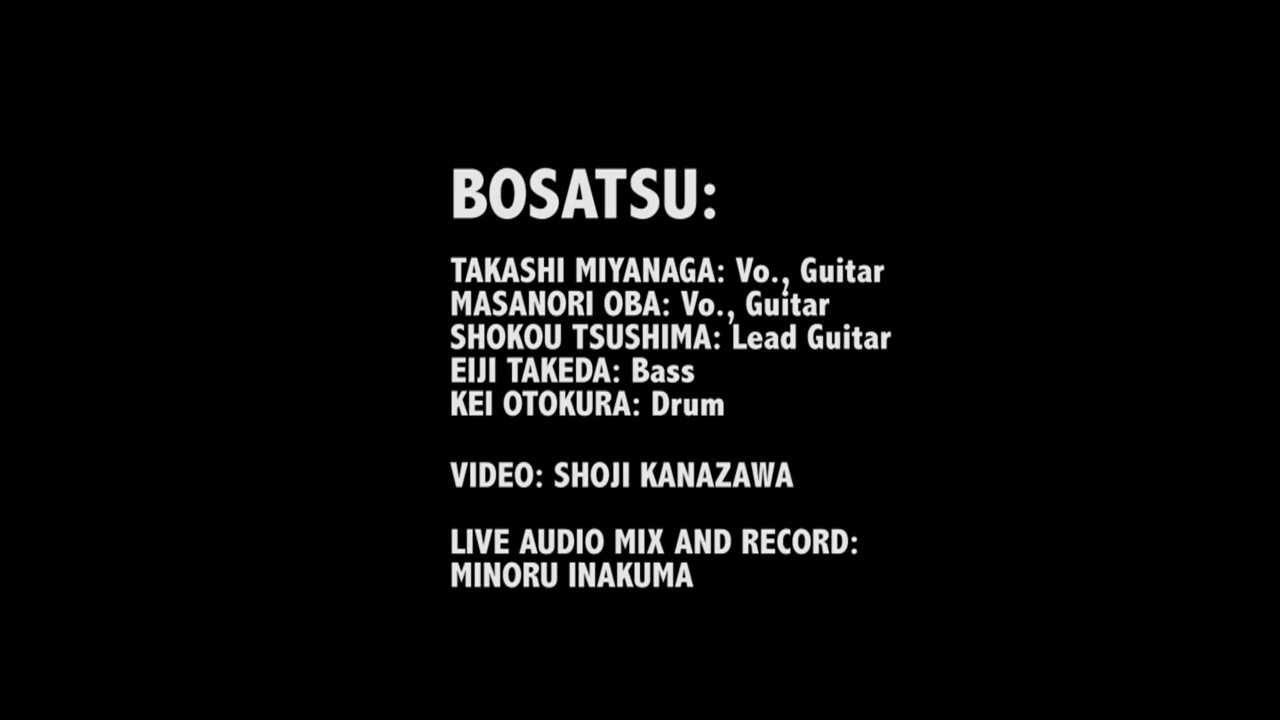 BOSATSU:
TAKASHI MIYANAGA: Vo., Guitar
MASANORI OBA: Vo., Guitar
SHOKOU TSUSHIMA: Lead Guitar
EIJI TAKEDA: Bass
KEI OTOKURA: Drum
VIDEO: SHOJI KANAZAWA
LIVE AUDIO MIX AND RECORD:
MINORU INAKUMA